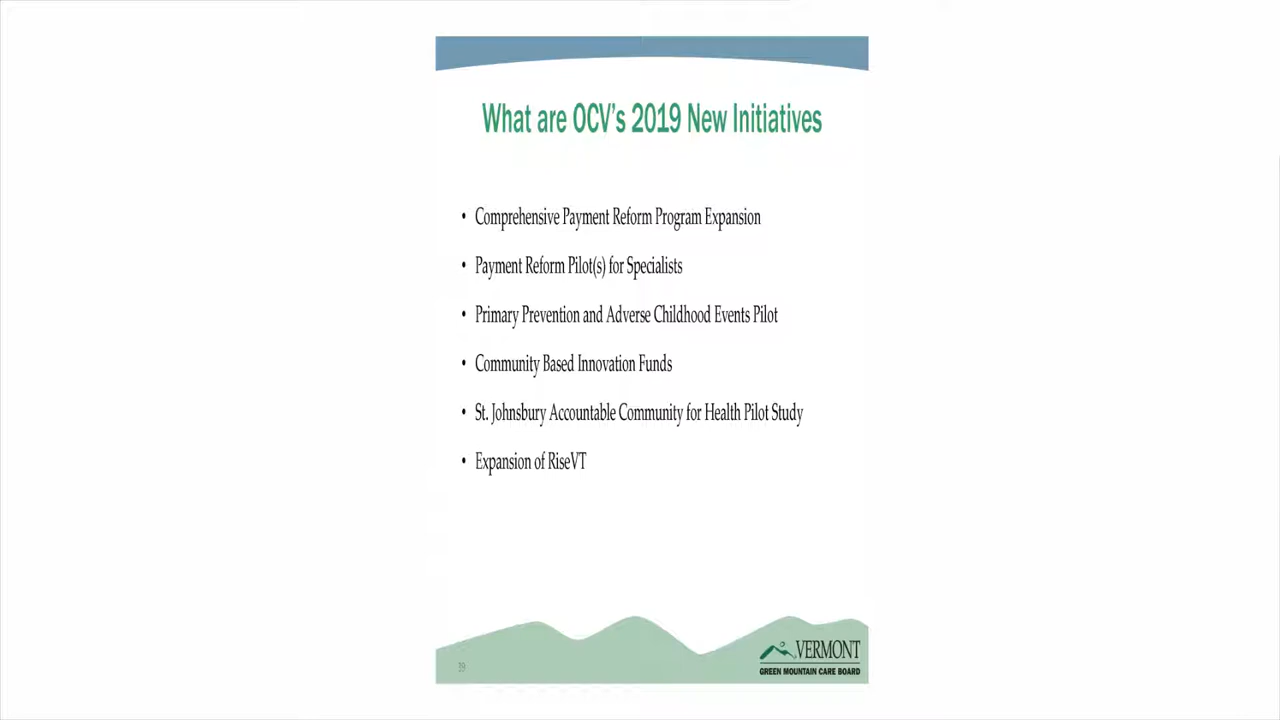 What are OCV's 2019 New Initiatives
• Comprehensive Payment Reform Program Expansion
• Payment Reform Pilot(s) for Specialists
• Primary Prevention and Adverse Childhood Events Pilot
• Community Based Innovation Funds
• St. Johnsbury Accountable Community for Health Pilot Study
• Expansion of RiseVT
19
VERMONT
GREEN MOUNTAIN CARE BOARD